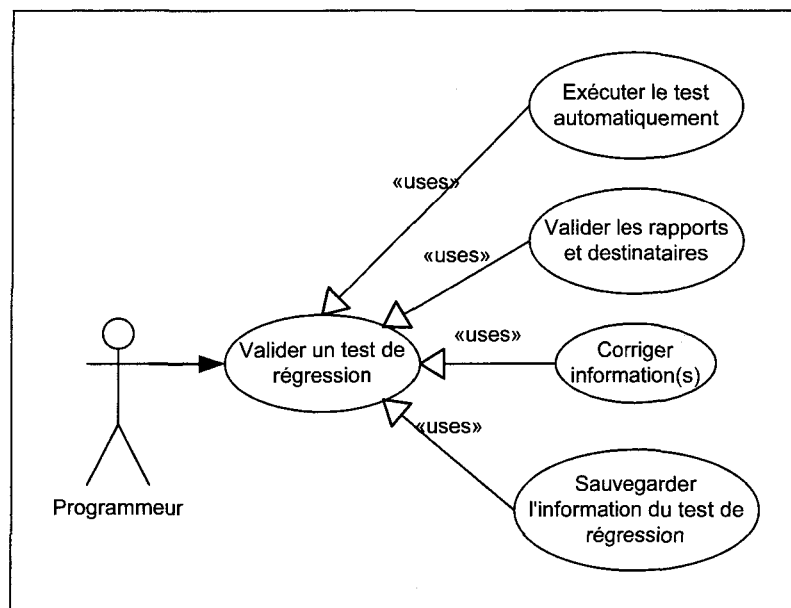 Exécuter le test
automatiquement
«uses»
Valider les rapports
et destinataires
«uses»
Valider un test de
régression
«uses»
Corriger
information(s)
«uses»
Sauvegarder
l'information du test de
régression
Programmeur